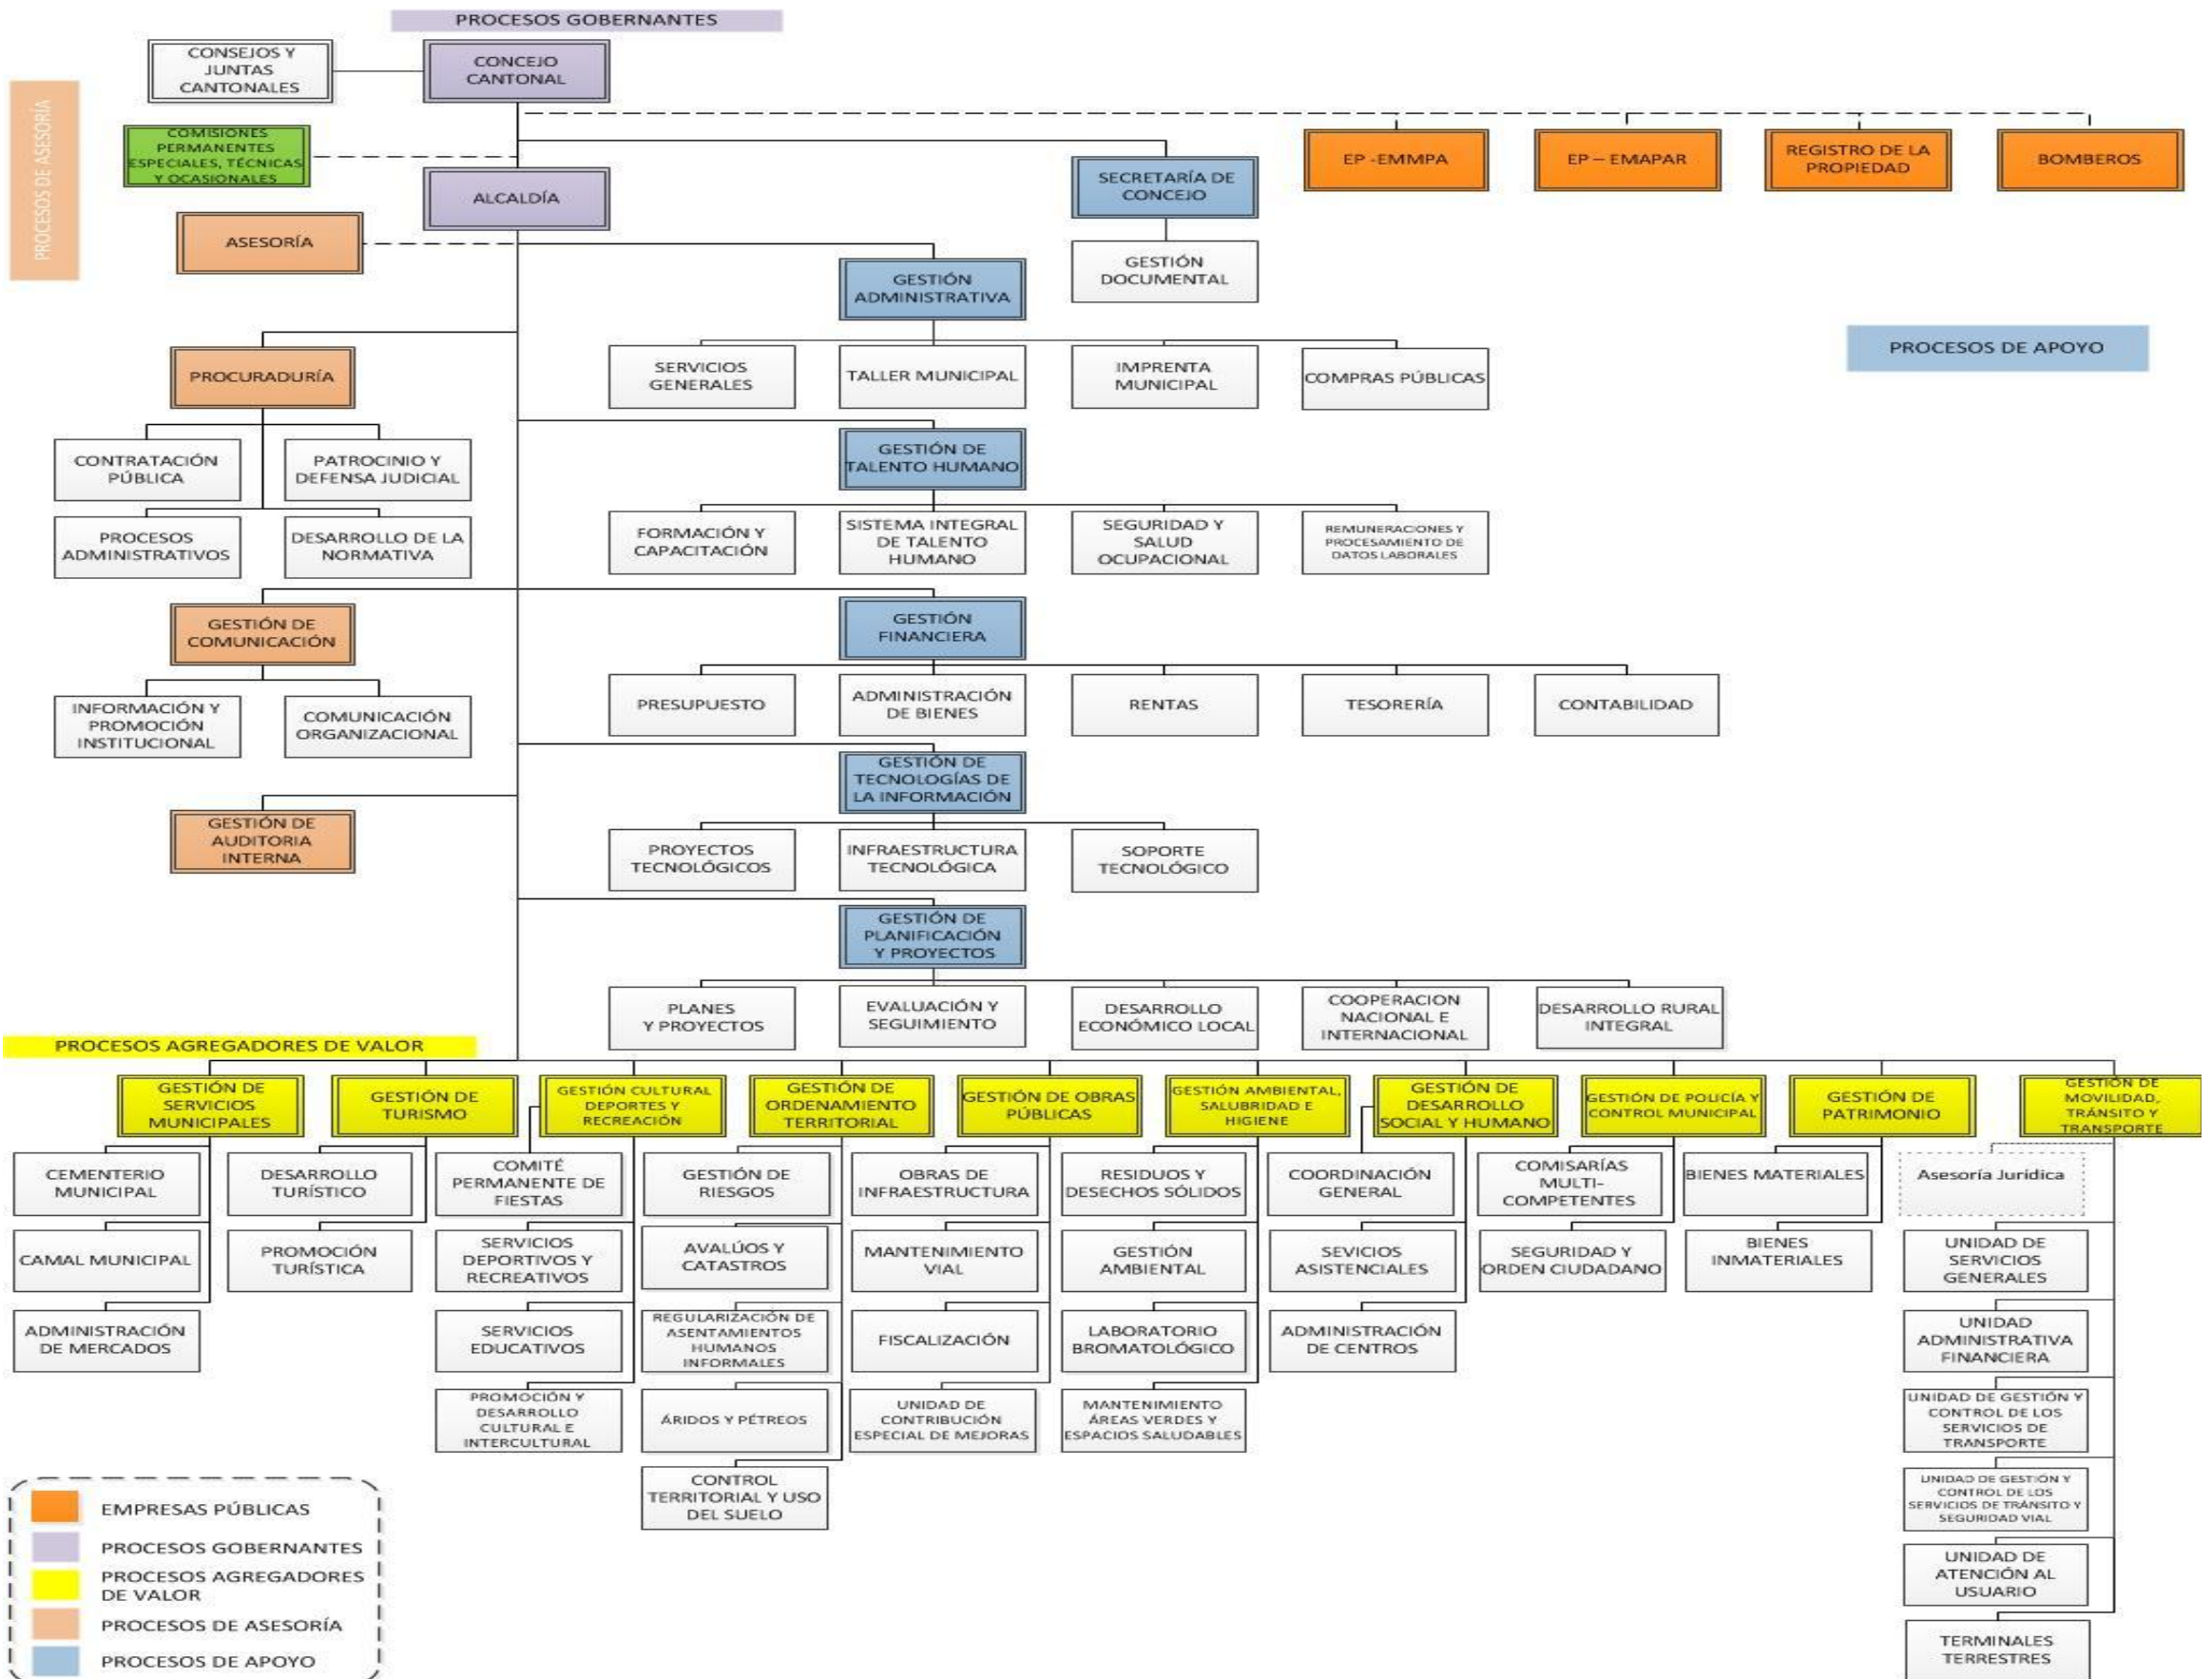 PROCESOS GOBERNANTES
CONSEJOS Y
JUNTAS
CANTONALES
CONCEJO
CANTONAL
PROCESOS DE ASESORÍA
COMISIONES
PERMANENTES
ESPECIALES, TÉCNICAS
Y OCASIONALES
EP -EMMPA
EP – EMAPAR
REGISTRO DE LA
PROPIEDAD
BOMBEROS
SECRETARÍA DE
CONCEJO
ALCALDÍA
ASESORÍA
GESTIÓN
DOCUMENTAL
GESTIÓN
ADMINISTRATIVA
PROCESOS DE APOYO
PROCURADURÍA
SERVICIOS
GENERALES
TALLER MUNICIPAL
IMPRENTA
MUNICIPAL
COMPRAS PÚBLICAS
CONTRATACIÓN
PÚBLICA
PATROCINIO Y
DEFENSA JUDICIAL
GESTIÓN DE
TALENTO HUMANO
PROCESOS
ADMINISTRATIVOS
DESARROLLO DE LA
NORMATIVA
FORMACIÓN Y
CAPACITACIÓN
SISTEMA INTEGRAL
DE TALENTO
HUMANO
SEGURIDAD Y
SALUD
OCUPACIONAL
REMUNERACIONES Y
PROCESAMIENTO DE
DATOS LABORALES
GESTIÓN DE
COMUNICACIÓN
GESTIÓN
FINANCIERA
INFORMACIÓN Y
PROMOCIÓN
INSTITUCIONAL
COMUNICACIÓN
ORGANIZACIONAL
PRESUPUESTO
ADMINISTRACIÓN
DE BIENES
RENTAS
TESORERÍA
CONTABILIDAD
GESTIÓN DE
TECNOLOGÍAS DE
LA INFORMACIÓN
GESTIÓN DE
AUDITORIA
INTERNA
PROYECTOS
TECNOLÓGICOS
INFRAESTRUCTURA
TECNOLÓGICA
SOPORTE
TECNOLÓGICO
GESTIÓN DE
PLANIFICACIÓN
Y PROYECTOS
PLANES
Y PROYECTOS
EVALUACIÓN Y
SEGUIMIENTO
DESARROLLO
ECONÓMICO LOCAL
COOPERACION
NACIONAL E
INTERNACIONAL
DESARROLLO RURAL
INTEGRAL
PROCESOS AGREGADORES DE VALOR
GESTIÓN DE
SERVICIOS
MUNICIPALES
GESTIÓN DE
TURISMO
GESTIÓN CULTURAL
DEPORTES Y
RECREACIÓN
GESTIÓN DE
ORDENAMIENTO
TERRITORIAL
GESTIÓN DE OBRAS
PÚBLICAS
GESTIÓN AMBIENTAL,
SALUBRIDAD E
HIGIENE
GESTIÓN DE
DESARROLLO
SOCIAL Y HUMANO
GESTIÓN DE POLICÍA Y
CONTROL MUNICIPAL
GESTIÓN DE
PATRIMONIO
GESTIÓN DE
MOVILIDAD,
TRÁNSITO Y
TRANSPORTE
CEMENTERIO
MUNICIPAL
DESARROLLO
TURÍSTICO
COMITÉ
PERMANENTE DE
FIESTAS
GESTIÓN DE
RIESGOS
OBRAS DE
INFRAESTRUCTURA
RESIDUOS Y
DESECHOS SÓLIDOS
COORDINACIÓN
GENERAL
COMISARÍAS
MULTI-
COMPETENTES
BIENES MATERIALES
Asesoría Juridica
CAMAL MUNICIPAL
PROMOCIÓN
TURÍSTICA
SERVICIOS
DEPORTIVOS Y
RECREATIVOS
AVALÚOS Y
CATASTROS
MANTENIMIENTO
VIAL
GESTIÓN
AMBIENTAL
SEVICIOS
ASISTENCIALES
SEGURIDAD Y
ORDEN CIUDADANO
BIENES
INMATERIALES
UNIDAD DE
SERVICIOS
GENERALES
ADMINISTRACIÓN
DE MERCADOS
SERVICIOS
EDUCATIVOS
REGULARIZACIÓN DE
ASENTAMIENTOS
HUMANOS
INFORMALES
FISCALIZACIÓN
LABORATORIO
BROMATOLÓGICO
ADMINISTRACIÓN
DE CENTROS
UNIDAD
ADMINISTRATIVA
FINANCIERA
PROMOCIÓN Y
DESARROLLO
CULTURAL E
INTERCULTURAL
ÁRIDOS Y PÉTREOS
UNIDAD DE
CONTRIBUCIÓN
ESPECIAL DE MEJORAS
MANTENIMIENTO
ÁREAS VERDES Y
ESPACIOS SALUDABLES
UNIDAD DE GESTIÓN Y
CONTROL DE LOS
SERVICIOS DE
TRANSPORTE
CONTROL
TERRITORIAL Y USO
DEL SUELO
UNIDAD DE GESTIÓN Y
CONTROL DE LOS
SERVICIOS DE TRÁNSITO Y
SEGURIDAD VIAL
UNIDAD DE
ATENCIÓN AL
USUARIO
TERMINALES
TERRESTRES
EMPRESAS PÚBLICAS
PROCESOS GOBERNANTES
PROCESOS AGREGADORES
DE VALOR
PROCESOS DE ASESORÍA
PROCESOS DE APOYO